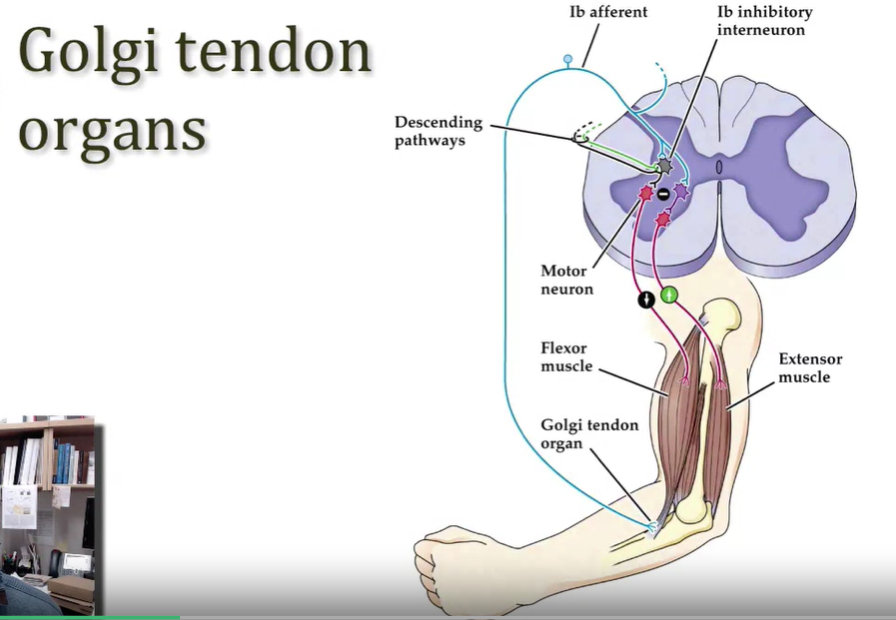 Golgi tendon
organs
Ib afferent
Ib inhibitory
interneuron
Descending
pathways
Motor
neuron
Flexor
muscle
Extensor
muscle
Golgi tendon
organ